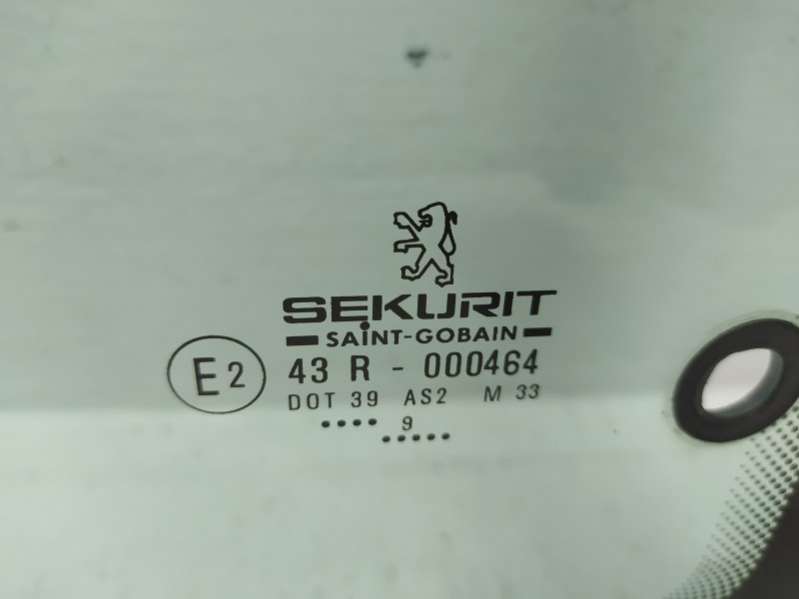 SEKURIT
SAINT-GOBAIN
E2 43 R - 000464
DOT 39 AS2 M 33
•••• 9
•••••